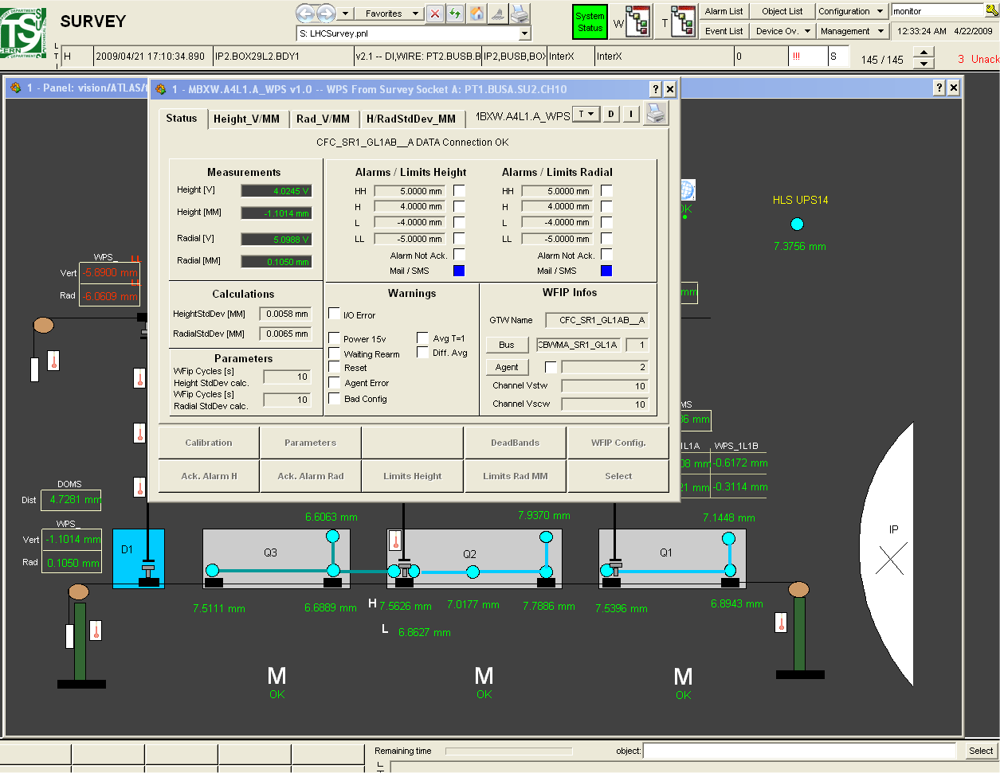 SURVEY
Favorites
S: LHCSurvey.pnl
System
Status
W
T
Alarm List
Object List
Configuration
monitor
Event List
Device Ov.
Management
12:33:24 AM
4/22/2009
H
2009/04/21 17:10:34.890
IP2.BOX29L2.BDY1
v2.1 -- DI,WIRE: PT2.BUSB.B
IP2,BUSB,BOX
InterX
InterX
0
!!!
S
145 / 145
3 Unack
1 - Panel: vision/ATLAS/
1 - MBXW.A4L1.A_WPS v1.0 -- WPS From Survey Socket A: PT1.BUSA.SU2.CH10
Status
Height_V/MM
Rad_V/MM
H/RadStdDev_MM
MBXW.A4L1.A_WPS
T
D
I
CFC_SR1_GL1AB__A DATA Connection OK
Measurements
Height [V]
4.0245 V
Height [MM]
-1.1014 mm
Radial [V]
5.0988 V
Radial [MM]
0.1050 mm
Alarms / Limits Height
HH
5.0000 mm
H
4.0000 mm
L
-4.0000 mm
LL
-5.0000 mm
Alarm Not Ack.
Mail / SMS
Alarms / Limits Radial
HH
5.0000 mm
H
4.0000 mm
L
-4.0000 mm
LL
-5.0000 mm
Alarm Not Ack.
Mail / SMS
Calculations
HeightStdDev [MM]
0.0058 mm
RadialStdDev [MM]
0.0065 mm
Parameters
WFip Cycles [s]
Height StdDev calc.
10
WFip Cycles [s]
Radial StdDev calc.
10
Warnings
I/O Error
Power 15v
Avg T=1
Waiting Rearm
Diff. Avg
Reset
Agent Error
Bad Config
WFIP Infos
GTW Name
CFC_SR1_GL1AB__A
Bus
CBWMA_SR1_GL1A
1
Agent
2
Channel Vstw
10
Channel Vscw
10
Calibration
Parameters
DeadBands
WFIP Config.
Ack. Alarm H
Ack. Alarm Rad
Limits Height
Limits Rad MM
Select
OK
HLS UPS14
7.3756 mm
WPS_
LL
Vert
-5.8900 mm
LL
Rad
-6.0609 mm
mm
MS
36 mm
1L1A
WPS_1L1B
08 mm
-0.6172 mm
21 mm
-0.3114 mm
DOMS
Dist
4.7281 mm
WPS_
Vert
-1.1014 mm
Rad
0.1050 mm
D1
6.6063 mm
7.9370 mm
7.1448 mm
Q3
Q2
Q1
IP
7.5111 mm
6.6889 mm
H
7.5626 mm
7.0177 mm
7.7886 mm
7.5396 mm
6.8943 mm
L
6.8627 mm
M
OK
M
OK
M
OK
Remaining time
object:
Select